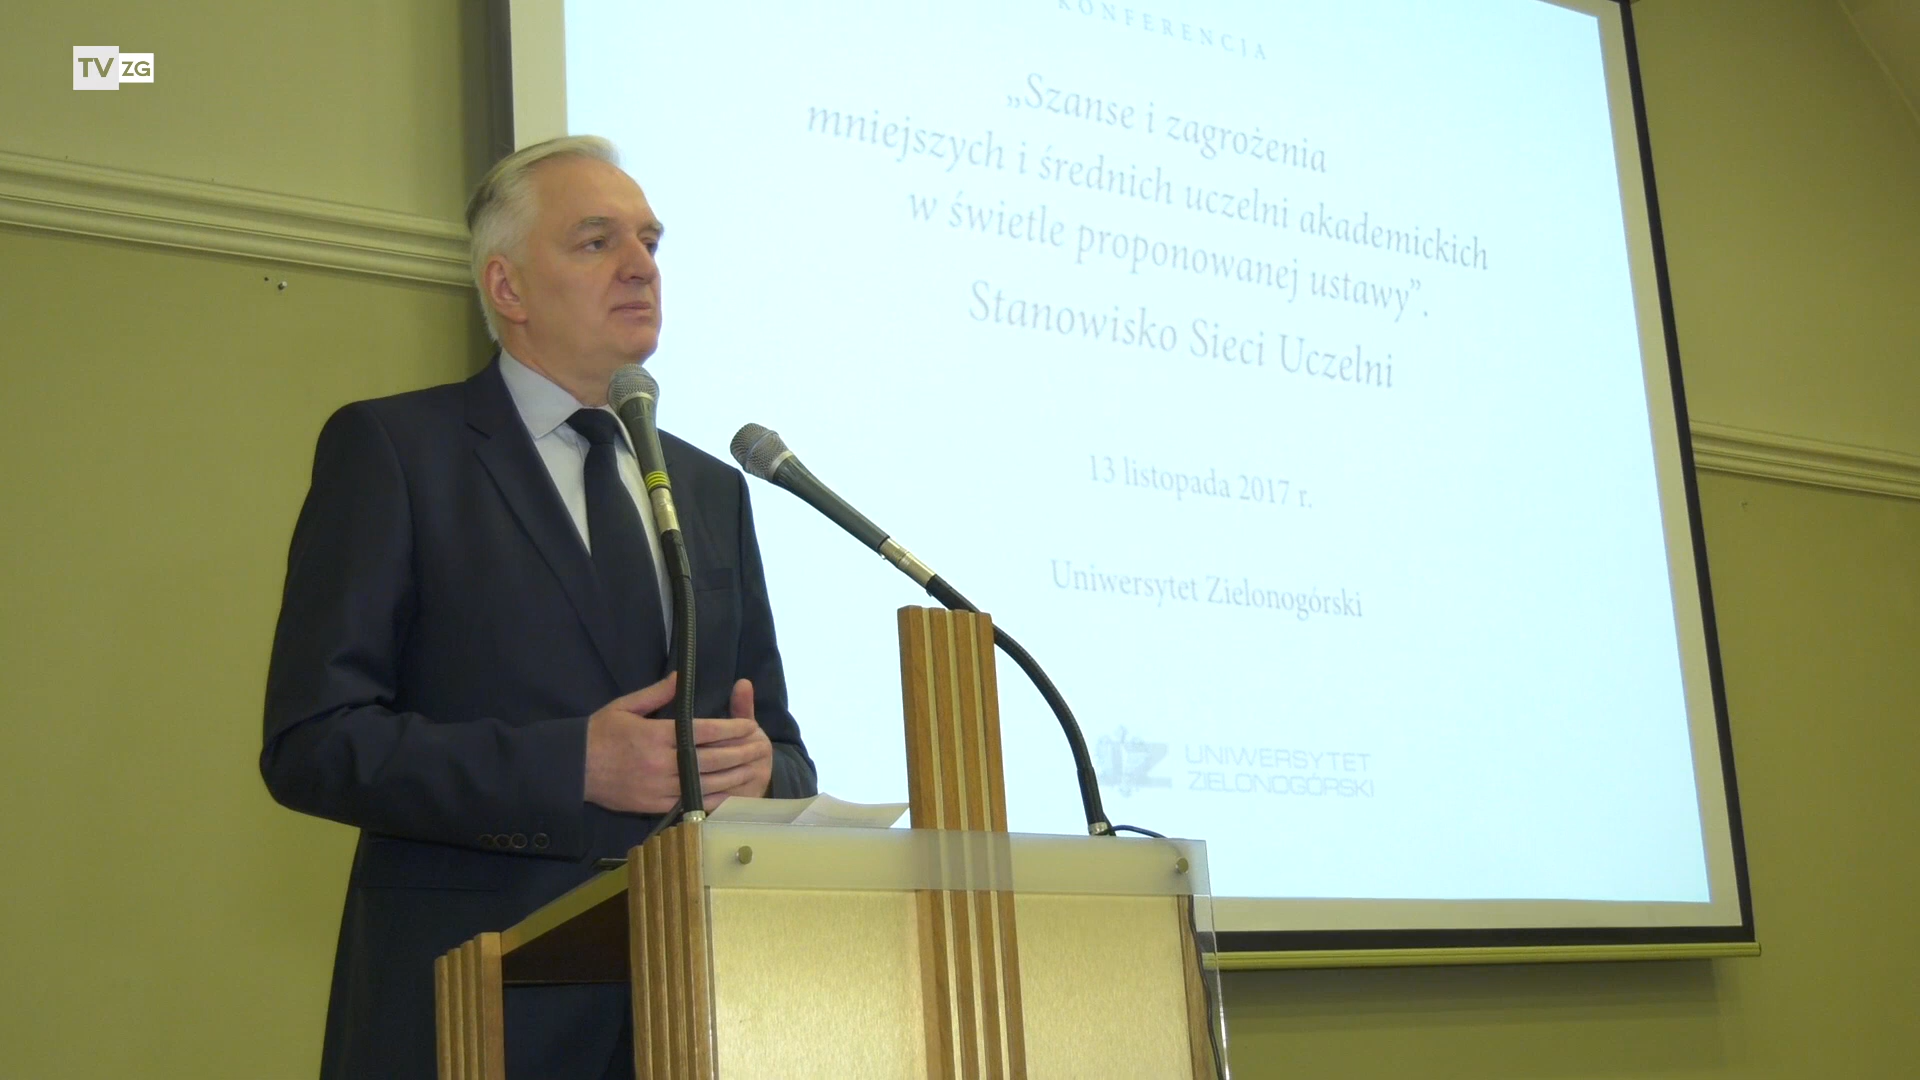 TV ZG
KONFERENCJA
„Szanse i zagrożenia
mniejszych i średnich uczelni akademickich
w świetle proponowanej ustawy”.
Stanowisko Sieci Uczelni
13 listopada 2017 r.
Uniwersytet Zielonogórski
UZ UNIWERSYTET
ZIELONOGÓRSKI